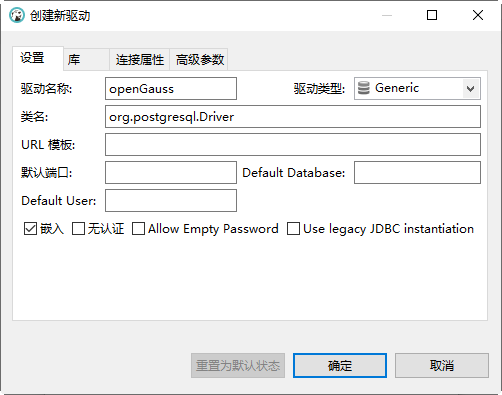 创建新驱动
设置 库 连接属性 高级参数
驱动名称: openGauss 驱动类型: Generic
类名: org.postgresql.Driver
URL 模板:
默认端口: Default Database:
Default User:
嵌入 无认证 Allow Empty Password Use legacy JDBC instantiation
重置为默认状态 确定 取消